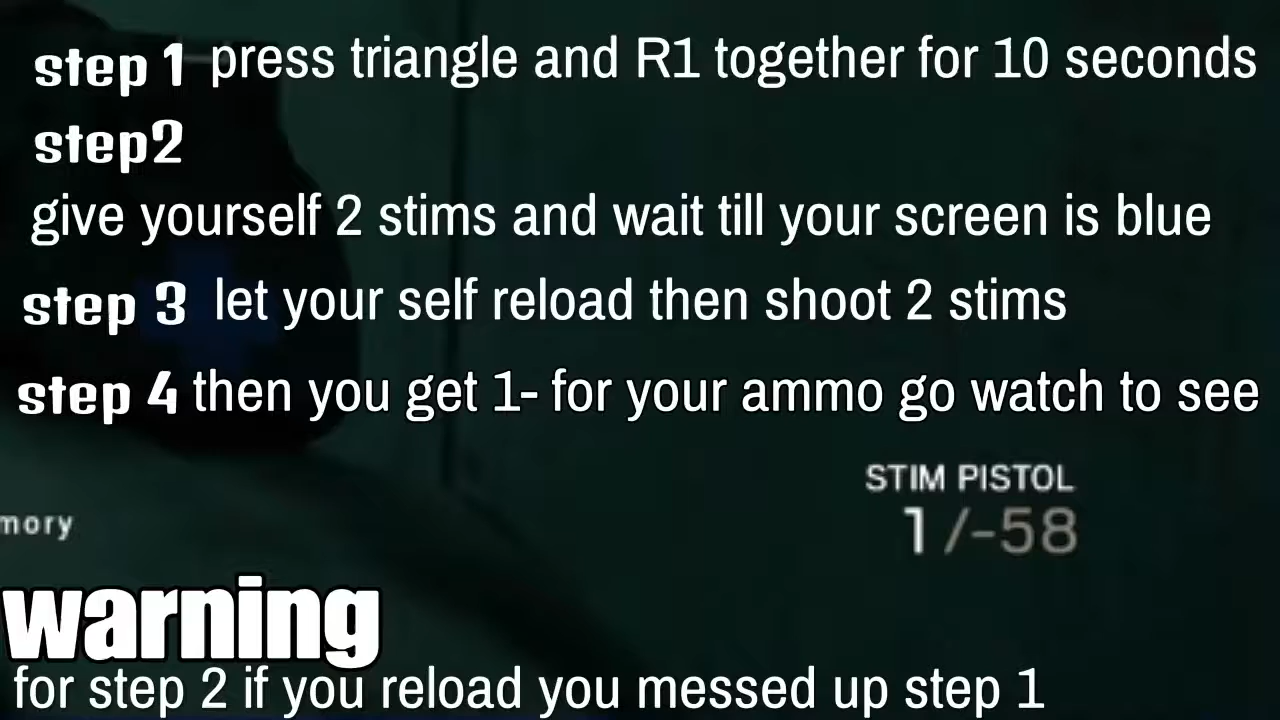 step 1 press triangle and R1 together for 10 seconds
step2
give yourself 2 stims and wait till your screen is blue
step 3 let your self reload then shoot 2 stims
step 4 then you get 1- for your ammo go watch to see
STIM PISTOL
1/-58
mory
warning
for step 2 if you reload you messed up step 1